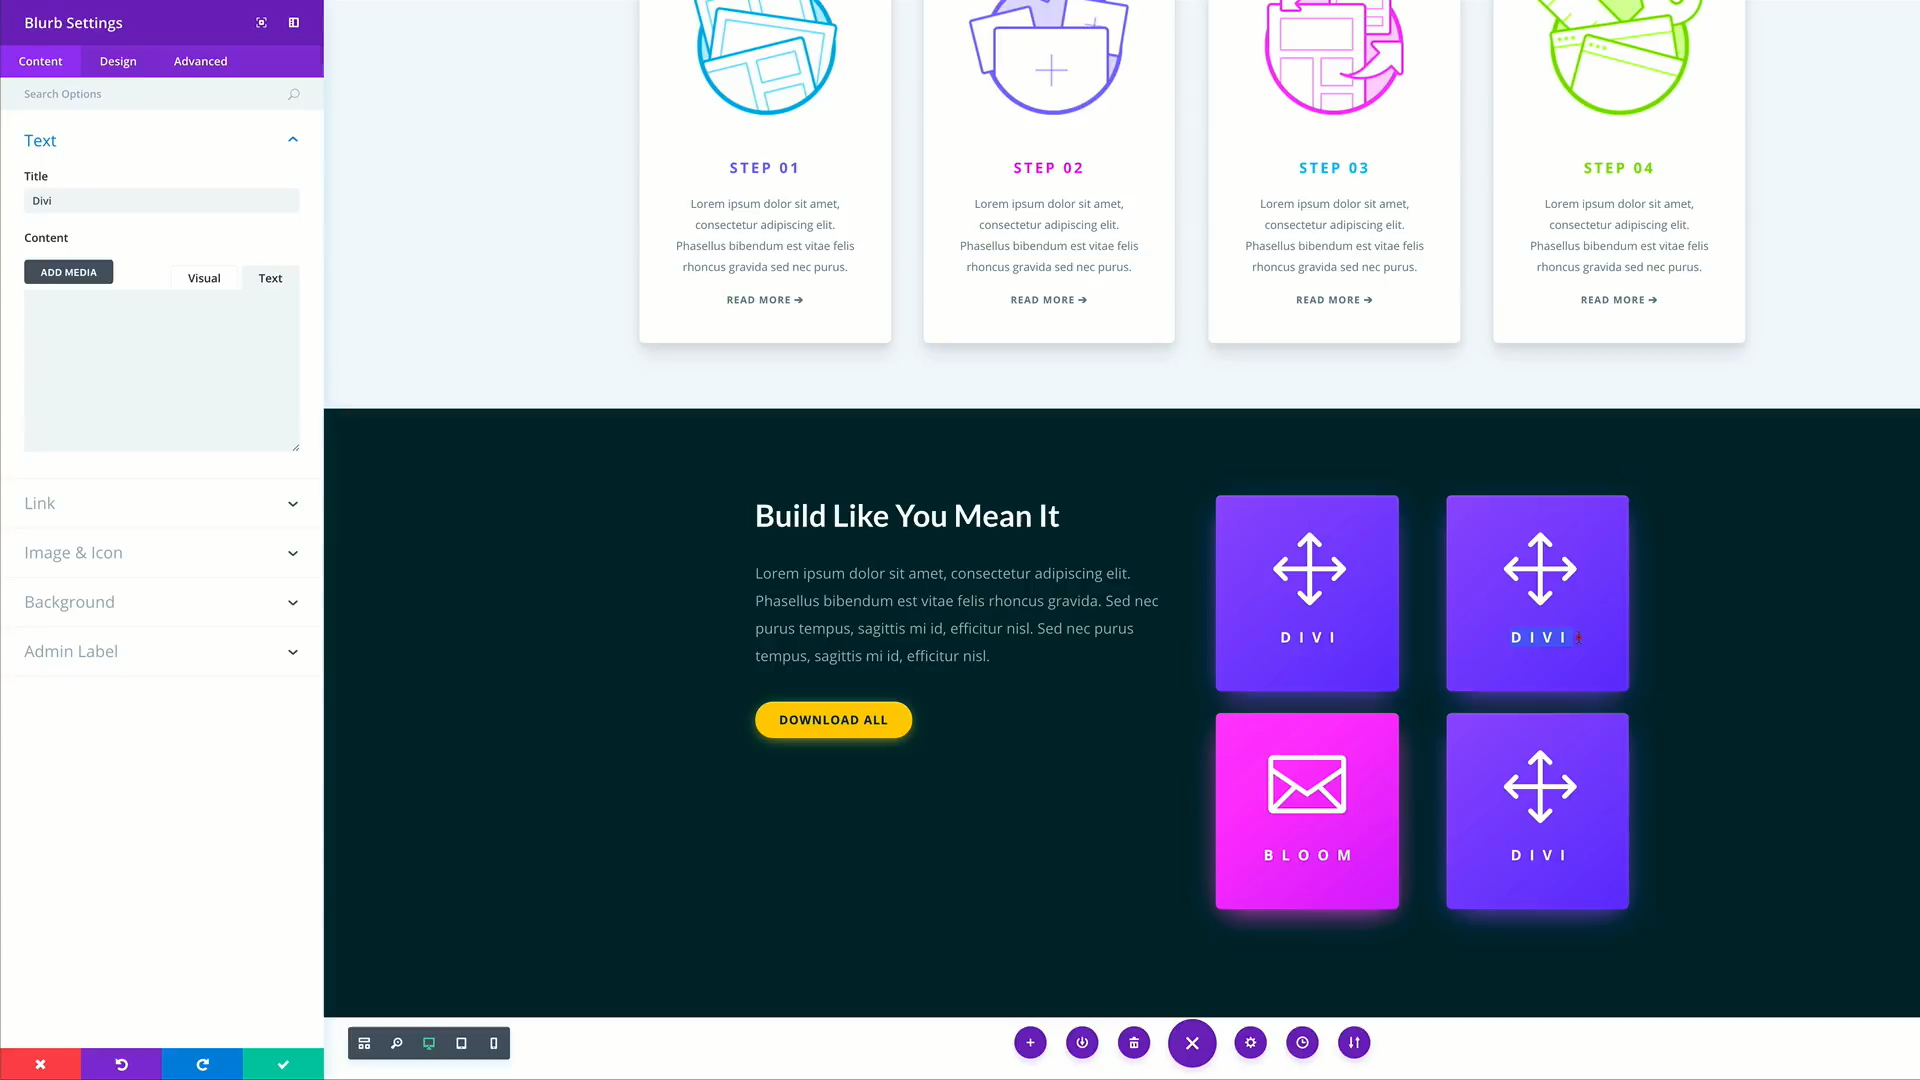 Blurb Settings
Content
Design
Advanced
Search Options
Text
Title
Divi
Content
ADD MEDIA
Visual
Text
Link
Image & Icon
Background
Admin Label
STEP 01
Lorem ipsum dolor sit amet,
consectetur adipiscing elit.
Phasellus bibendum est vitae felis
rhoncus gravida sed nec purus.
READ MORE ➔
STEP 02
Lorem ipsum dolor sit amet,
consectetur adipiscing elit.
Phasellus bibendum est vitae felis
rhoncus gravida sed nec purus.
READ MORE ➔
STEP 03
Lorem ipsum dolor sit amet,
consectetur adipiscing elit.
Phasellus bibendum est vitae felis
rhoncus gravida sed nec purus.
READ MORE ➔
STEP 04
Lorem ipsum dolor sit amet,
consectetur adipiscing elit.
Phasellus bibendum est vitae felis
rhoncus gravida sed nec purus.
READ MORE ➔
Build Like You Mean It
Lorem ipsum dolor sit amet, consectetur adipiscing elit.
Phasellus bibendum est vitae felis rhoncus gravida. Sed nec
purus tempus, sagittis mi id, efficitur nisl. Sed nec purus
tempus, sagittis mi id, efficitur nisl.
DOWNLOAD ALL
DIVI
DIVI
BLOOM
DIVI